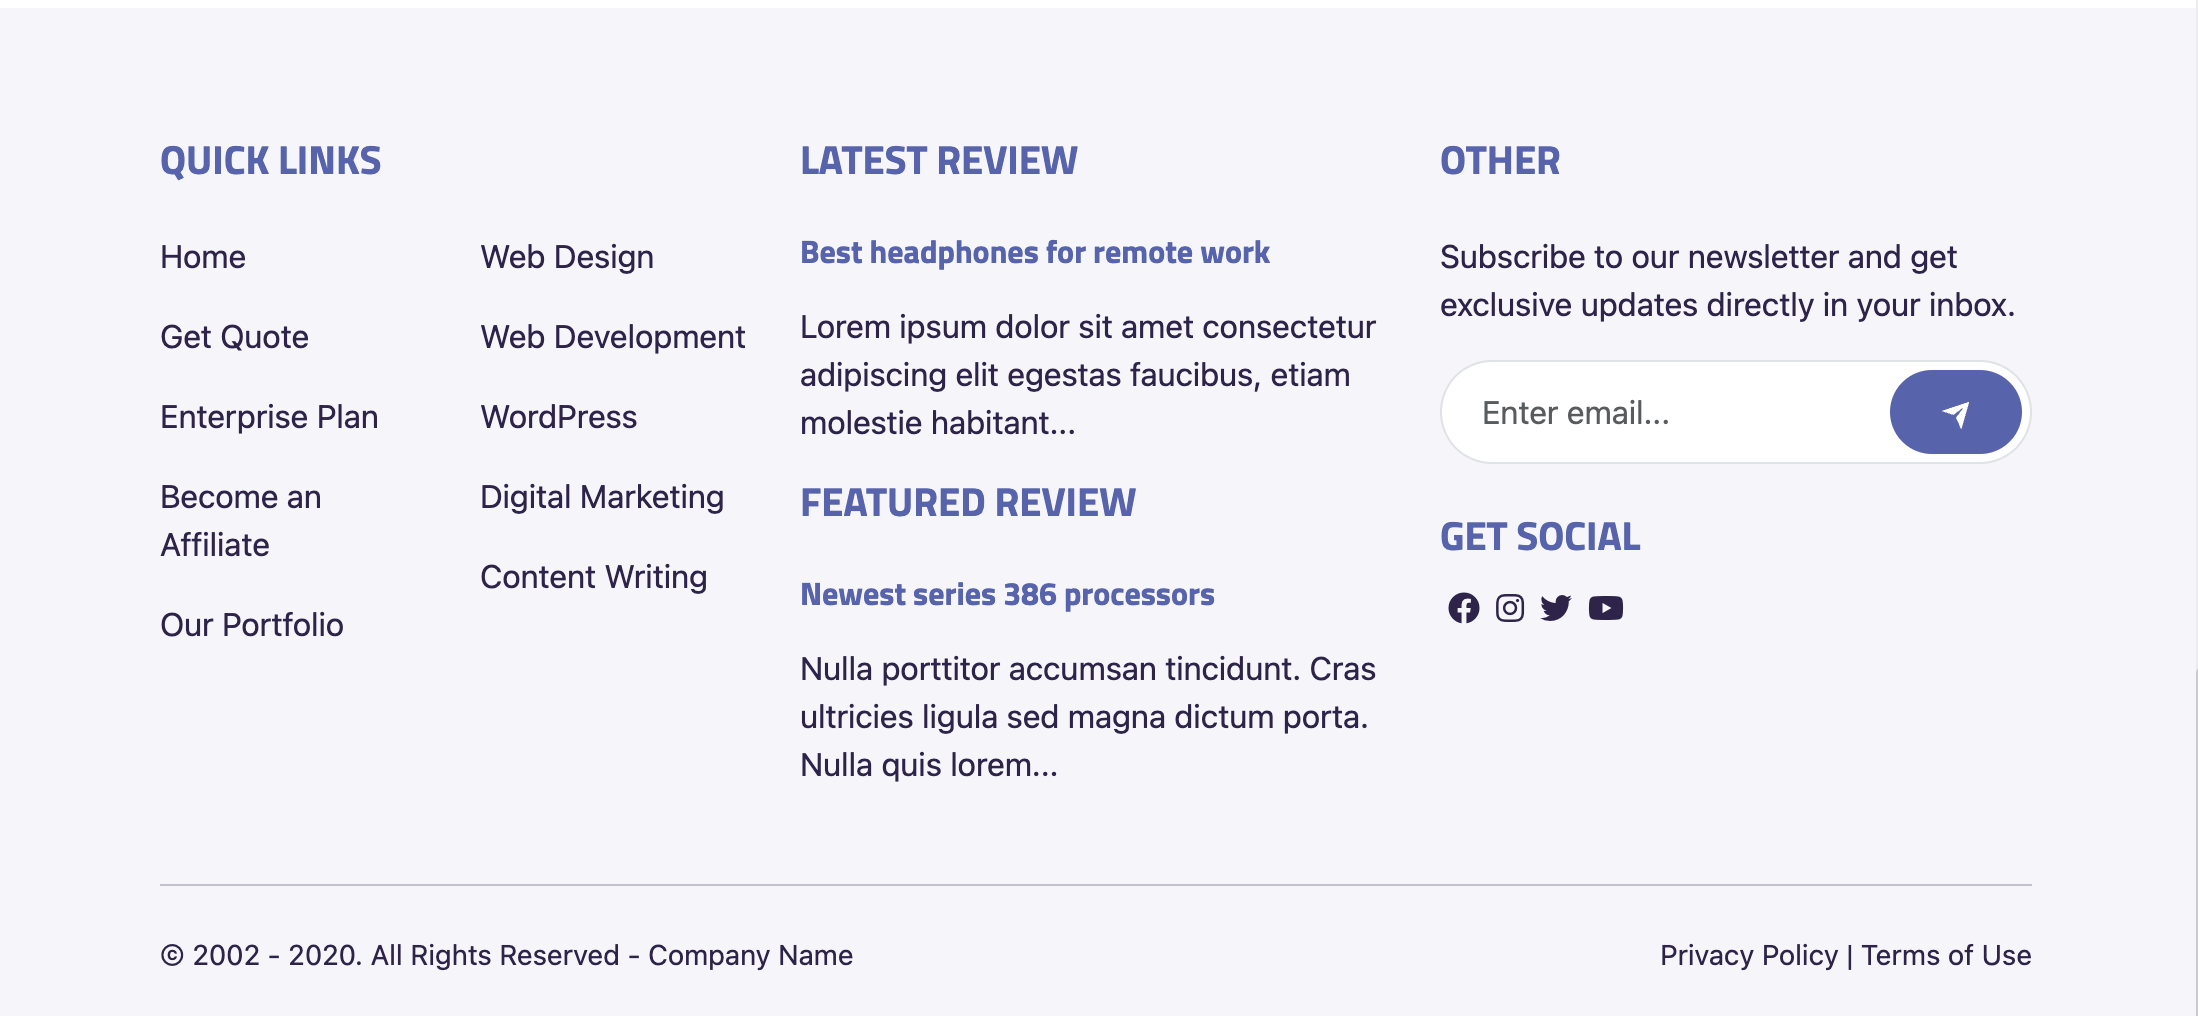 QUICK LINKS
Home
Get Quote
Enterprise Plan
Become an
Affiliate
Our Portfolio
Web Design
Web Development
WordPress
Digital Marketing
Content Writing
LATEST REVIEW
Best headphones for remote work
Lorem ipsum dolor sit amet consectetur
adipiscing elit egestas faucibus, etiam
molestie habitant...
FEATURED REVIEW
Newest series 386 processors
Nulla porttitor accumsan tincidunt. Cras
ultricies ligula sed magna dictum porta.
Nulla quis lorem...
OTHER
Subscribe to our newsletter and get
exclusive updates directly in your inbox.
Enter email...
GET SOCIAL
© 2002 - 2020. All Rights Reserved - Company Name
Privacy Policy | Terms of Use